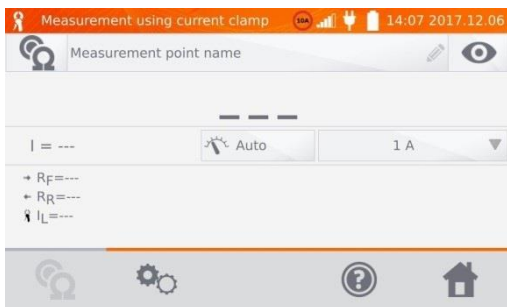 Measurement using current clamp 10A 14:07 2017.12.06
Measurement point name
---
I = --- Auto 1 A
→ RF=---
← RR=---
IL=---
?